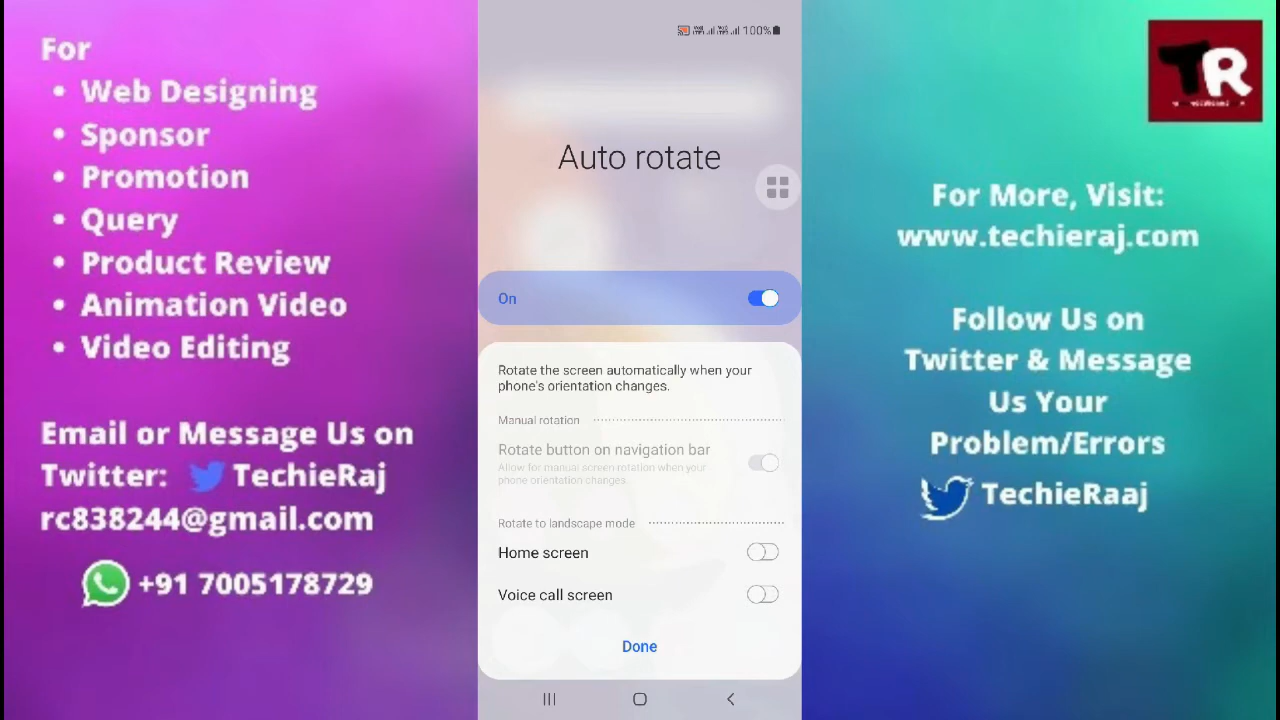 For
• Web Designing
• Sponsor
• Promotion
• Query
• Product Review
• Animation Video
• Video Editing
Email or Message Us on
Twitter: TechieRaj
rc838244@gmail.com
+91 7005178729
100%
Auto rotate
On
Rotate the screen automatically when your
phone's orientation changes.
Manual rotation
Rotate button on navigation bar
Allow for manual screen rotation when your
phone orientation changes.
Rotate to landscape mode
Home screen
Voice call screen
Done
TR
For More, Visit:
www.techieraj.com
Follow Us on
Twitter & Message
Us Your
Problem/Errors
TechieRaaj